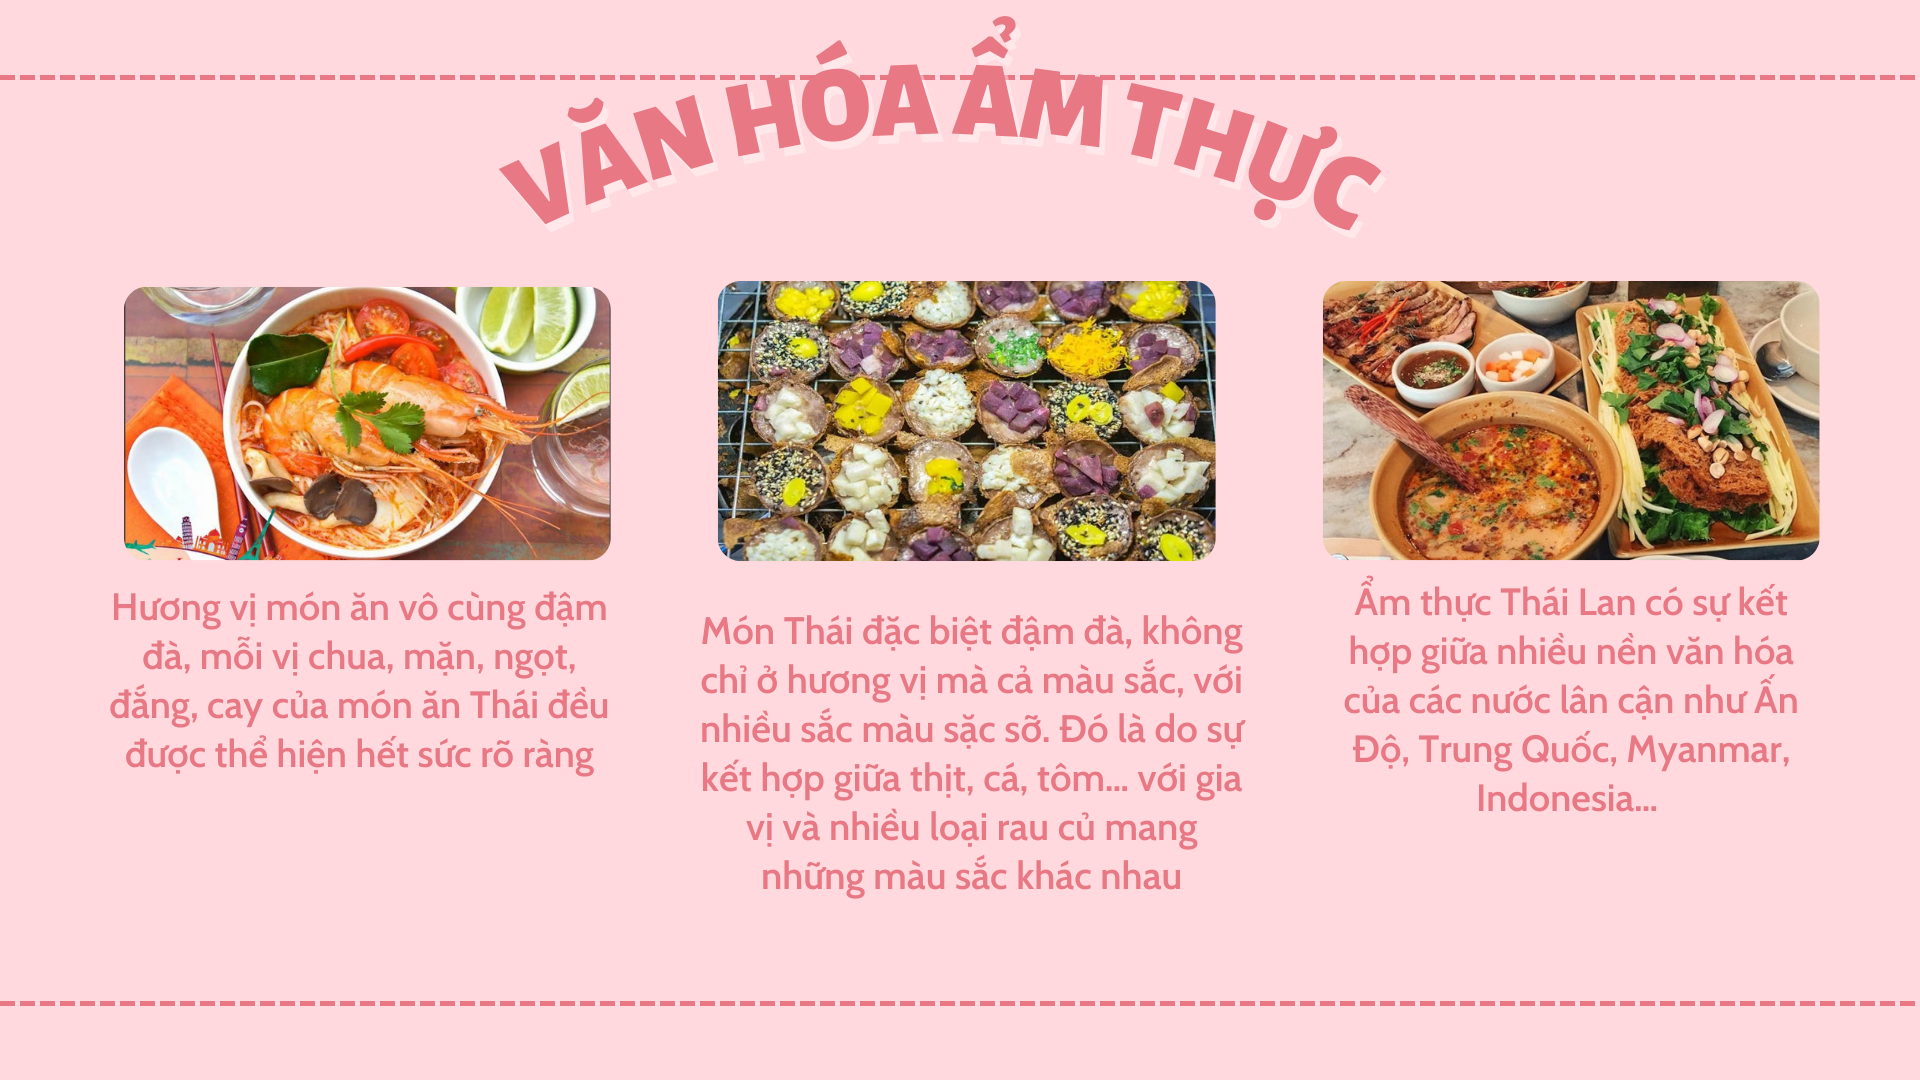 VĂN HÓA ẨM THỰC
Hương vị món ăn vô cùng đậm
đà, mỗi vị chua, mặn, ngọt,
đắng, cay của món ăn Thái đều
được thể hiện hết sức rõ ràng
Món Thái đặc biệt đậm đà, không
chỉ ở hương vị mà cả màu sắc, với
nhiều sắc màu sặc sỡ. Đó là do sự
kết hợp giữa thịt, cá, tôm... với gia
vị và nhiều loại rau củ mang
những màu sắc khác nhau
Ẩm thực Thái Lan có sự kết
hợp giữa nhiều nền văn hóa
của các nước lân cận như Ấn
Độ, Trung Quốc, Myanmar,
Indonesia...